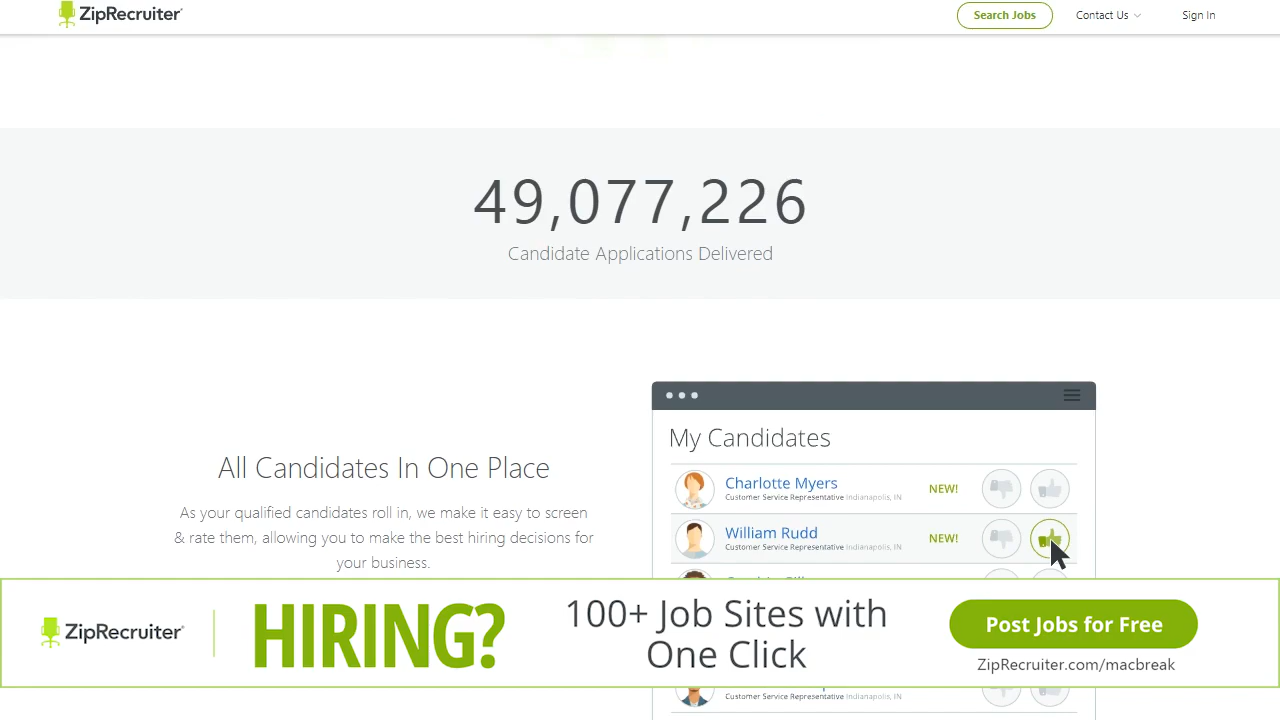 ZipRecruiter
Search Jobs
Contact Us
Sign In
49,077,226
Candidate Applications Delivered
All Candidates In One Place
As your qualified candidates roll in, we make it easy to screen
& rate them, allowing you to make the best hiring decisions for
your business.
My Candidates
Charlotte Myers
Customer Service Representative Indianapolis, IN
NEW!
William Rudd
Customer Service Representative Indianapolis, IN
NEW!
ZipRecruiter
HIRING?
100+ Job Sites with
One Click
Post Jobs for Free
ZipRecruiter.com/macbreak
Customer Service Representative Indianapolis, IN